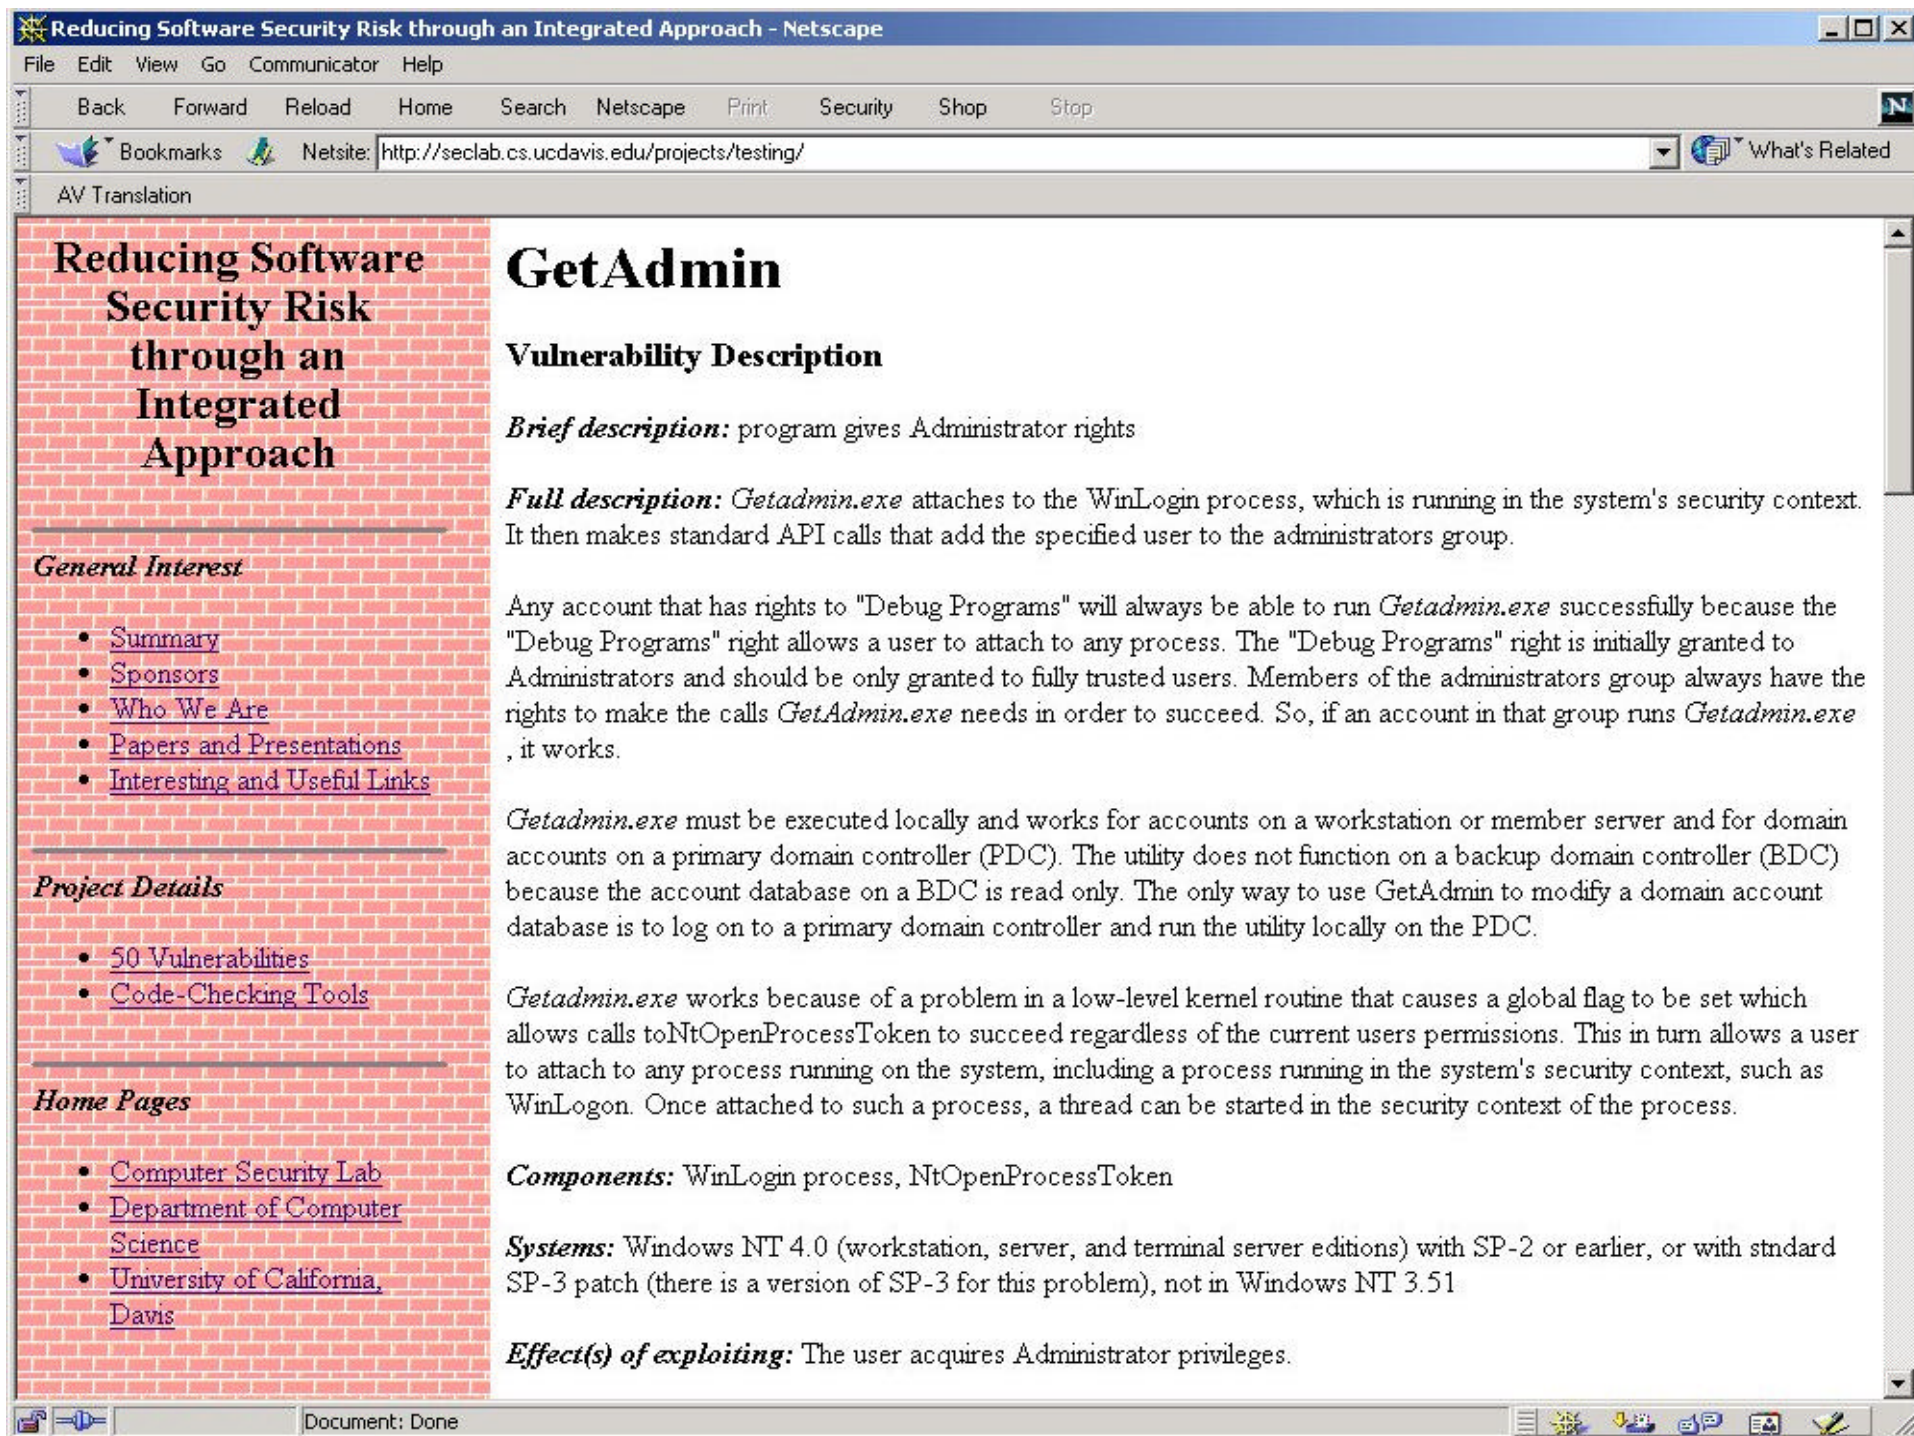 Reducing Software Security Risk through an Integrated Approach - Netscape
File Edit View Go Communicator Help
Back Forward Reload Home Search Netscape Print Security Shop Stop
N
Bookmarks Netsite: http://seclab.cs.ucdavis.edu/projects/testing/ What's Related
AV Translation
Reducing Software
Security Risk
through an
Integrated
Approach
General Interest
• Summary
• Sponsors
• Who We Are
• Papers and Presentations
• Interesting and Useful Links
Project Details
• 50 Vulnerabilities
• Code-Checking Tools
Home Pages
• Computer Security Lab
• Department of Computer
Science
• University of California,
Davis
GetAdmin
Vulnerability Description
Brief description: program gives Administrator rights
Full description: Getadmin.exe attaches to the WinLogin process, which is running in the system's security context.
It then makes standard API calls that add the specified user to the administrators group.
Any account that has rights to "Debug Programs" will always be able to run Getadmin.exe successfully because the
"Debug Programs" right allows a user to attach to any process. The "Debug Programs" right is initially granted to
Administrators and should be only granted to fully trusted users. Members of the administrators group always have the
rights to make the calls GetAdmin.exe needs in order to succeed. So, if an account in that group runs Getadmin.exe
, it works.
Getadmin.exe must be executed locally and works for accounts on a workstation or member server and for domain
accounts on a primary domain controller (PDC). The utility does not function on a backup domain controller (BDC)
because the account database on a BDC is read only. The only way to use GetAdmin to modify a domain account
database is to log on to a primary domain controller and run the utility locally on the PDC.
Getadmin.exe works because of a problem in a low-level kernel routine that causes a global flag to be set which
allows calls toNtOpenProcessToken to succeed regardless of the current users permissions. This in turn allows a user
to attach to any process running on the system, including a process running in the system's security context, such as
WinLogon. Once attached to such a process, a thread can be started in the security context of the process.
Components: WinLogin process, NtOpenProcessToken
Systems: Windows NT 4.0 (workstation, server, and terminal server editions) with SP-2 or earlier, or with stndard
SP-3 patch (there is a version of SP-3 for this problem), not in Windows NT 3.51
Effect(s) of exploiting: The user acquires Administrator privileges.
Document: Done